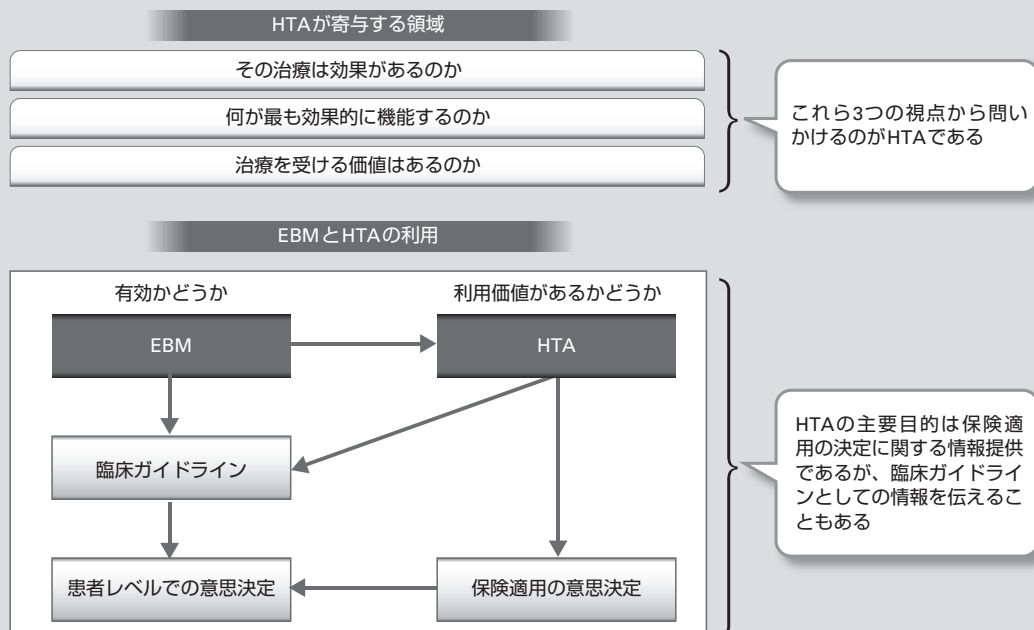 HTAが寄与する領域
その治療は効果があるのか
何が最も効果的に機能するのか
治療を受ける価値はあるのか
これら3つの視点から問い
かけるのがHTAである
EBMとHTAの利用
有効かどうか
利用価値があるかどうか
EBM
HTA
臨床ガイドライン
患者レベルでの意思決定
保険適用の意思決定
HTAの主要目的は保険適
用の決定に関する情報提供
であるが、臨床ガイドライ
ンとしての情報を伝えるこ
ともある